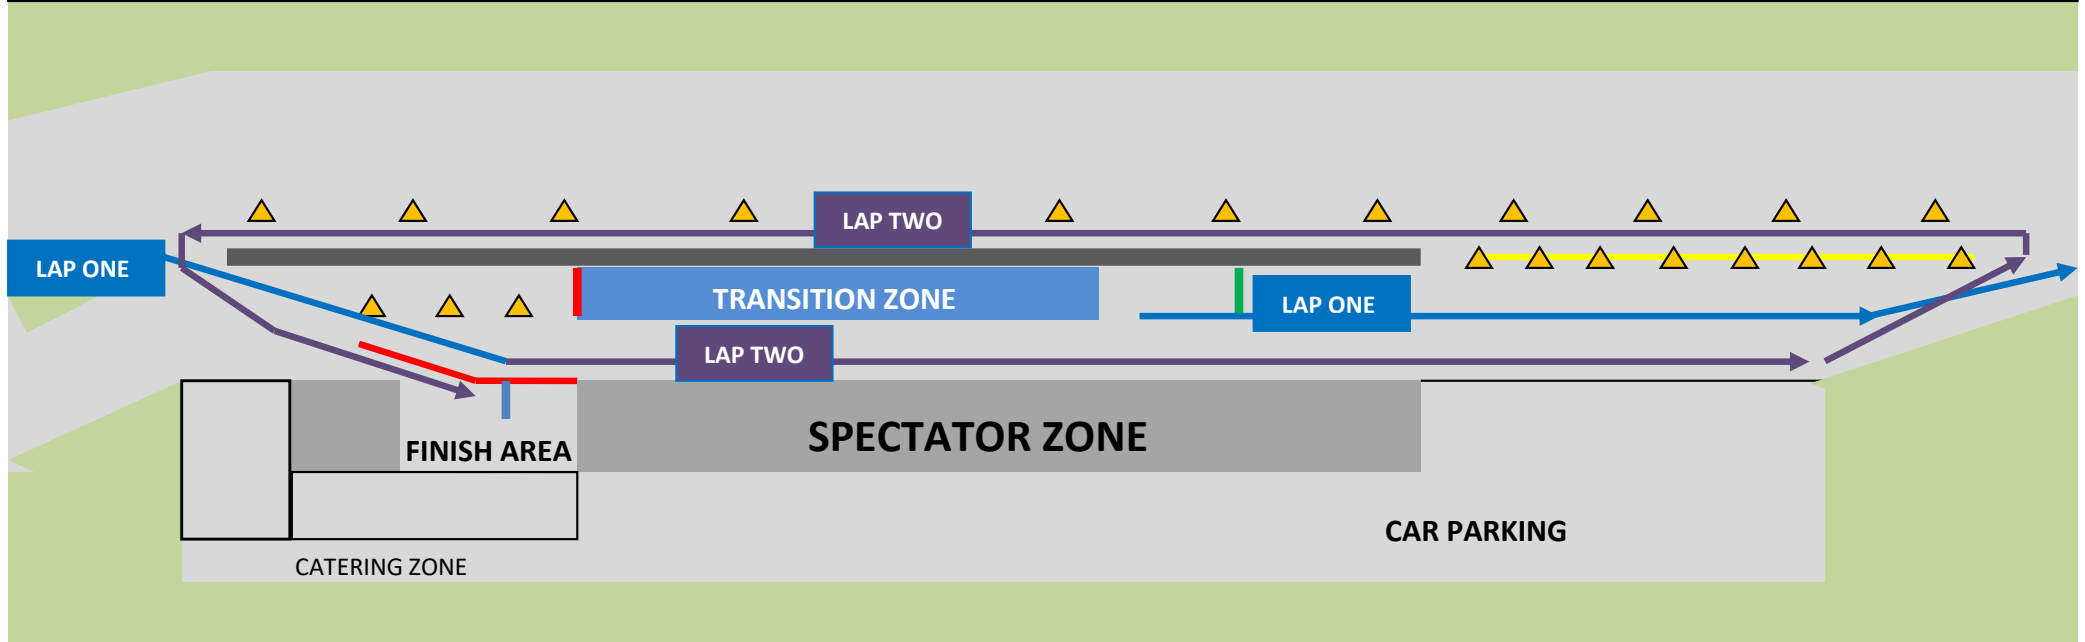 LAP TWO
LAP ONE
TRANSITION ZONE
LAP ONE
LAP TWO
SPECTATOR ZONE
FINISH AREA
CAR PARKING
CATERING ZONE